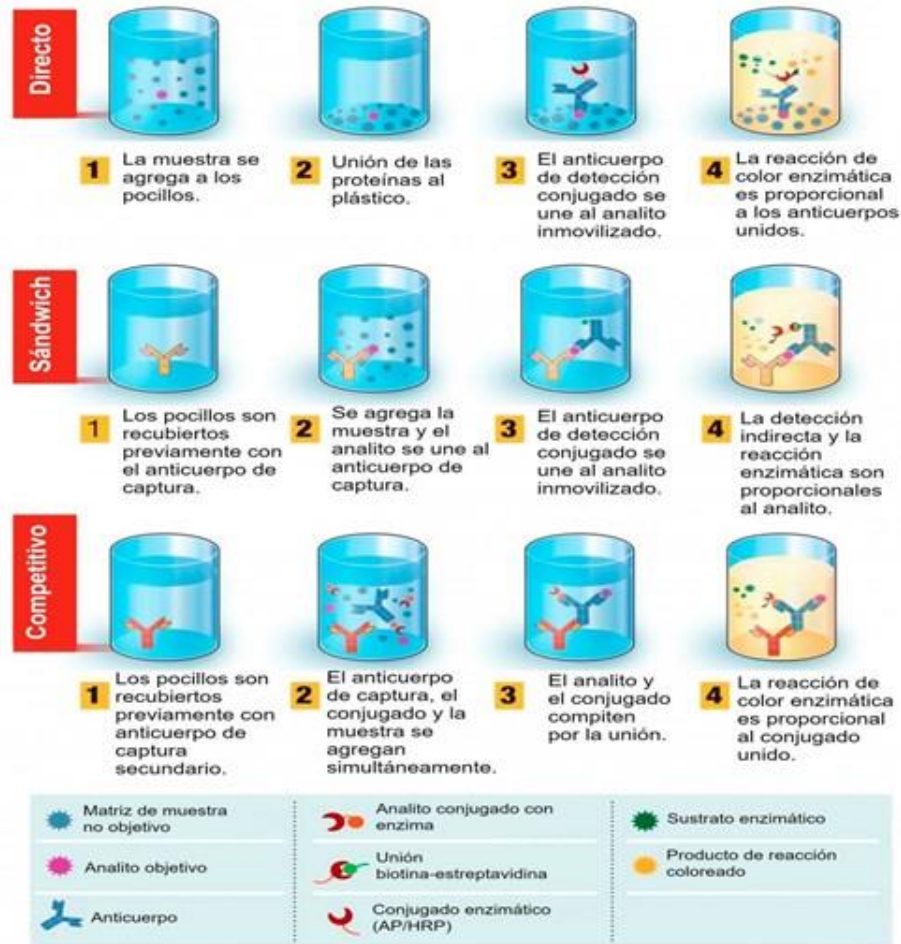 Directo
1 La muestra se
agrega a los
pocillos.
2 Unión de las
proteínas al
plástico.
3 El anticuerpo
de detección
conjugado se
une al analito
inmovilizado.
4 La reacción de
color enzimática
es proporcional
a los anticuerpos
unidos.
Sándwich
1 Los pocillos son
recubiertos
previamente con
el anticuerpo de
captura.
2 Se agrega la
muestra y el
analito se une al
anticuerpo de
captura.
3 El anticuerpo
de detección
conjugado se
une al analito
inmovilizado.
4 La detección
indirecta y la
reacción
enzimática son
proporcionales
al analito.
Competitivo
1 Los pocillos son
recubiertos
previamente con
anticuerpo de
captura
secundario.
2 El anticuerpo
de captura, el
conjugado y la
muestra se
agregan
simultáneamente.
3 El analito y
el conjugado
compiten
por la unión.
4 La reacción de
color enzimática
es proporcional
al conjugado
unido.
Matriz de muestra
no objetivo
Analito objetivo
Anticuerpo
Analito conjugado con
enzima
Unión
biotina-estreptavidina
Conjugado enzimático
(AP/HRP)
Sustrato enzimático
Producto de reacción
coloreado